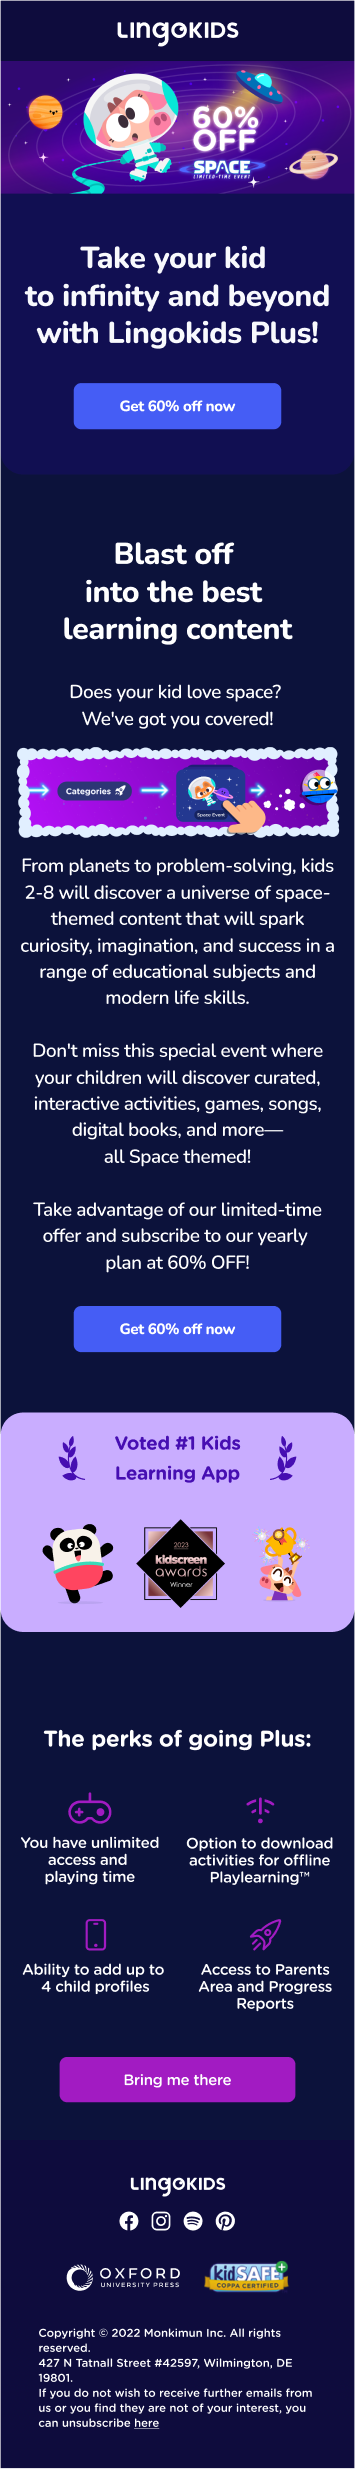 LINGOKIDS
60%
OFF
SPACE
LIMITED-TIME EVENT
Take your kid
to infinity and beyond
with Lingokids Plus!
Get 60% off now
Blast off
into the best
learning content
Does your kid love space?
We've got you covered!
Categories
Space Event
From planets to problem-solving, kids
2-8 will discover a universe of space-
themed content that will spark
curiosity, imagination, and success in a
range of educational subjects and
modern life skills.
Don't miss this special event where
your children will discover curated,
interactive activities, games, songs,
digital books, and more—
all Space themed!
Take advantage of our limited-time
offer and subscribe to our yearly
plan at 60% OFF!
Get 60% off now
Voted #1 Kids
Learning App
2023
kidscreen
awards
Winner
The perks of going Plus:
You have unlimited
access and
playing time
Option to download
activities for offline
Playlearning™
Ability to add up to
4 child profiles
Access to Parents
Area and Progress
Reports
Bring me there
LINGOKIDS
OXFORD
UNIVERSITY PRESS
kidSAFE+
COPPA CERTIFIED
Copyright © 2022 Monkimun Inc. All rights
reserved.
427 N Tatnall Street #42597, Wilmington, DE
19801.
If you do not wish to receive further emails from
us or you find they are not of your interest, you
can unsubscribe here